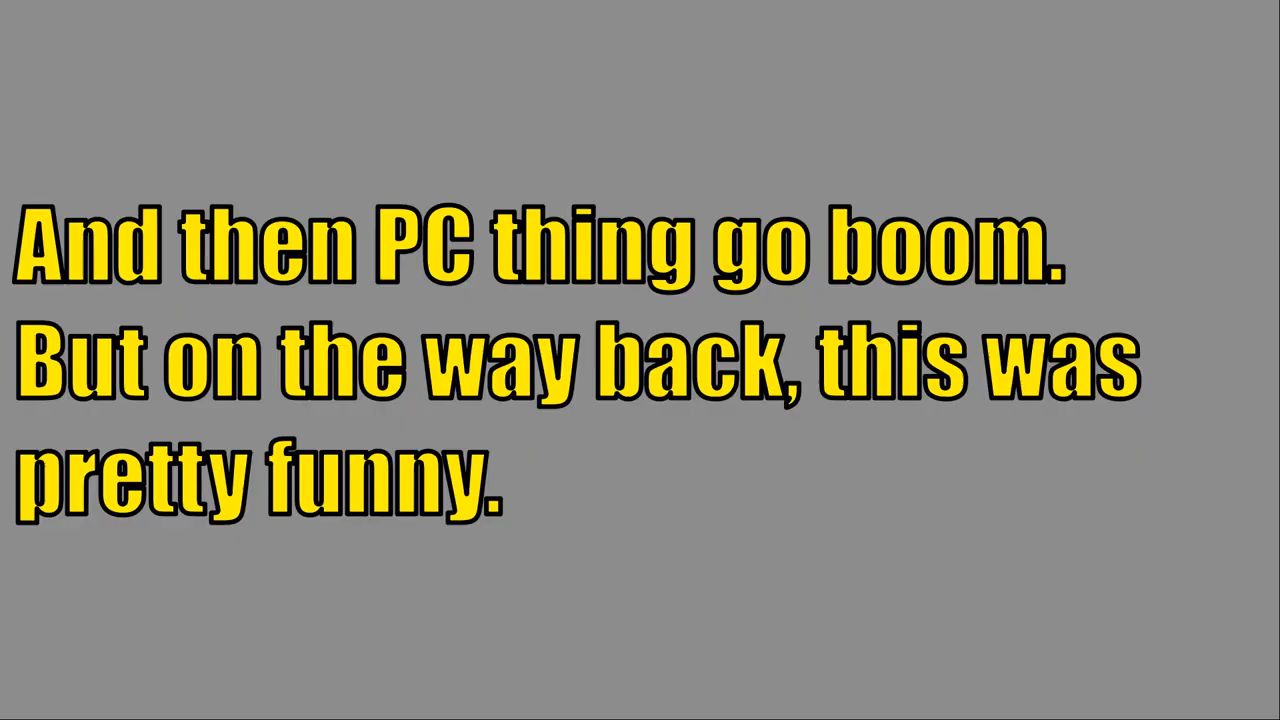 And then PC thing go boom.
But on the way back, this was
pretty funny.